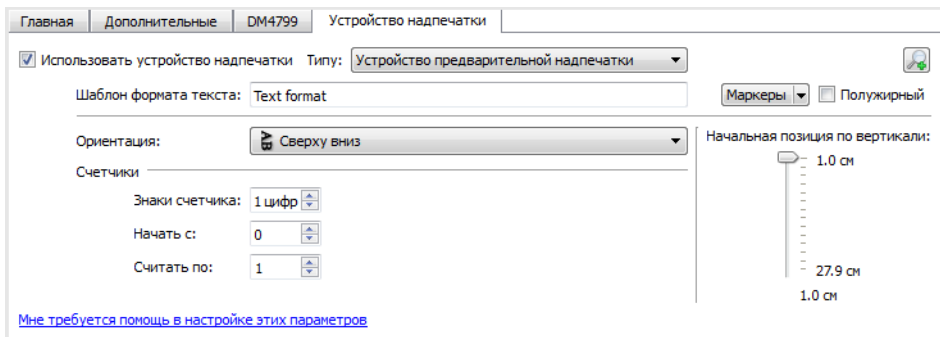 Главная Дополнительные DM4799 Устройство надпечатки
Использовать устройство надпечатки Типу: Устройство предварительной надпечатки
Шаблон формата текста: Text format Маркеры Полужирный
Ориентация: AB Сверху вниз Начальная позиция по вертикали:
1.0 см
Счетчики
Знаки счетчика: 1 цифр
Начать с: 0
Считать по: 1
27.9 см
1.0 см
Мне требуется помощь в настройке этих параметров